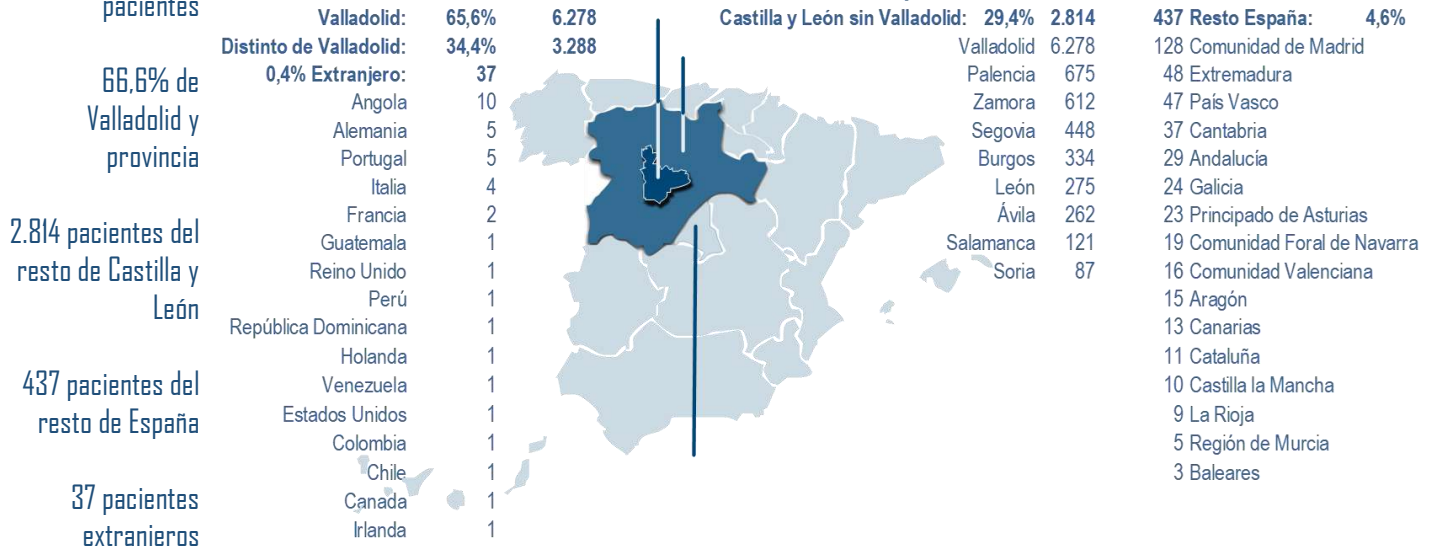 pacientes
66,6% de
Valladolid y
provincia
2.814 pacientes del
resto de Castilla y
León
437 pacientes del
resto de España
37 pacientes
extranjeros
Valladolid: 65,6% 6.278
Distinto de Valladolid: 34,4% 3.288
0,4% Extranjero: 37
Angola 10
Alemania 5
Portugal 5
Italia 4
Francia 2
Guatemala 1
Reino Unido 1
Perú 1
República Dominicana 1
Holanda 1
Venezuela 1
Estados Unidos 1
Colombia 1
Chile 1
Canada 1
Irlanda 1
Castilla y León sin Valladolid: 29,4% 2.814
Valladolid 6.278
Palencia 675
Zamora 612
Segovia 448
Burgos 334
León 275
Ávila 262
Salamanca 121
Soria 87
437 Resto España: 4,6%
128 Comunidad de Madrid
48 Extremadura
47 País Vasco
37 Cantabria
29 Andalucía
24 Galicia
23 Principado de Asturias
19 Comunidad Foral de Navarra
16 Comunidad Valenciana
15 Aragón
13 Canarias
11 Cataluña
10 Castilla la Mancha
9 La Rioja
5 Región de Murcia
3 Baleares